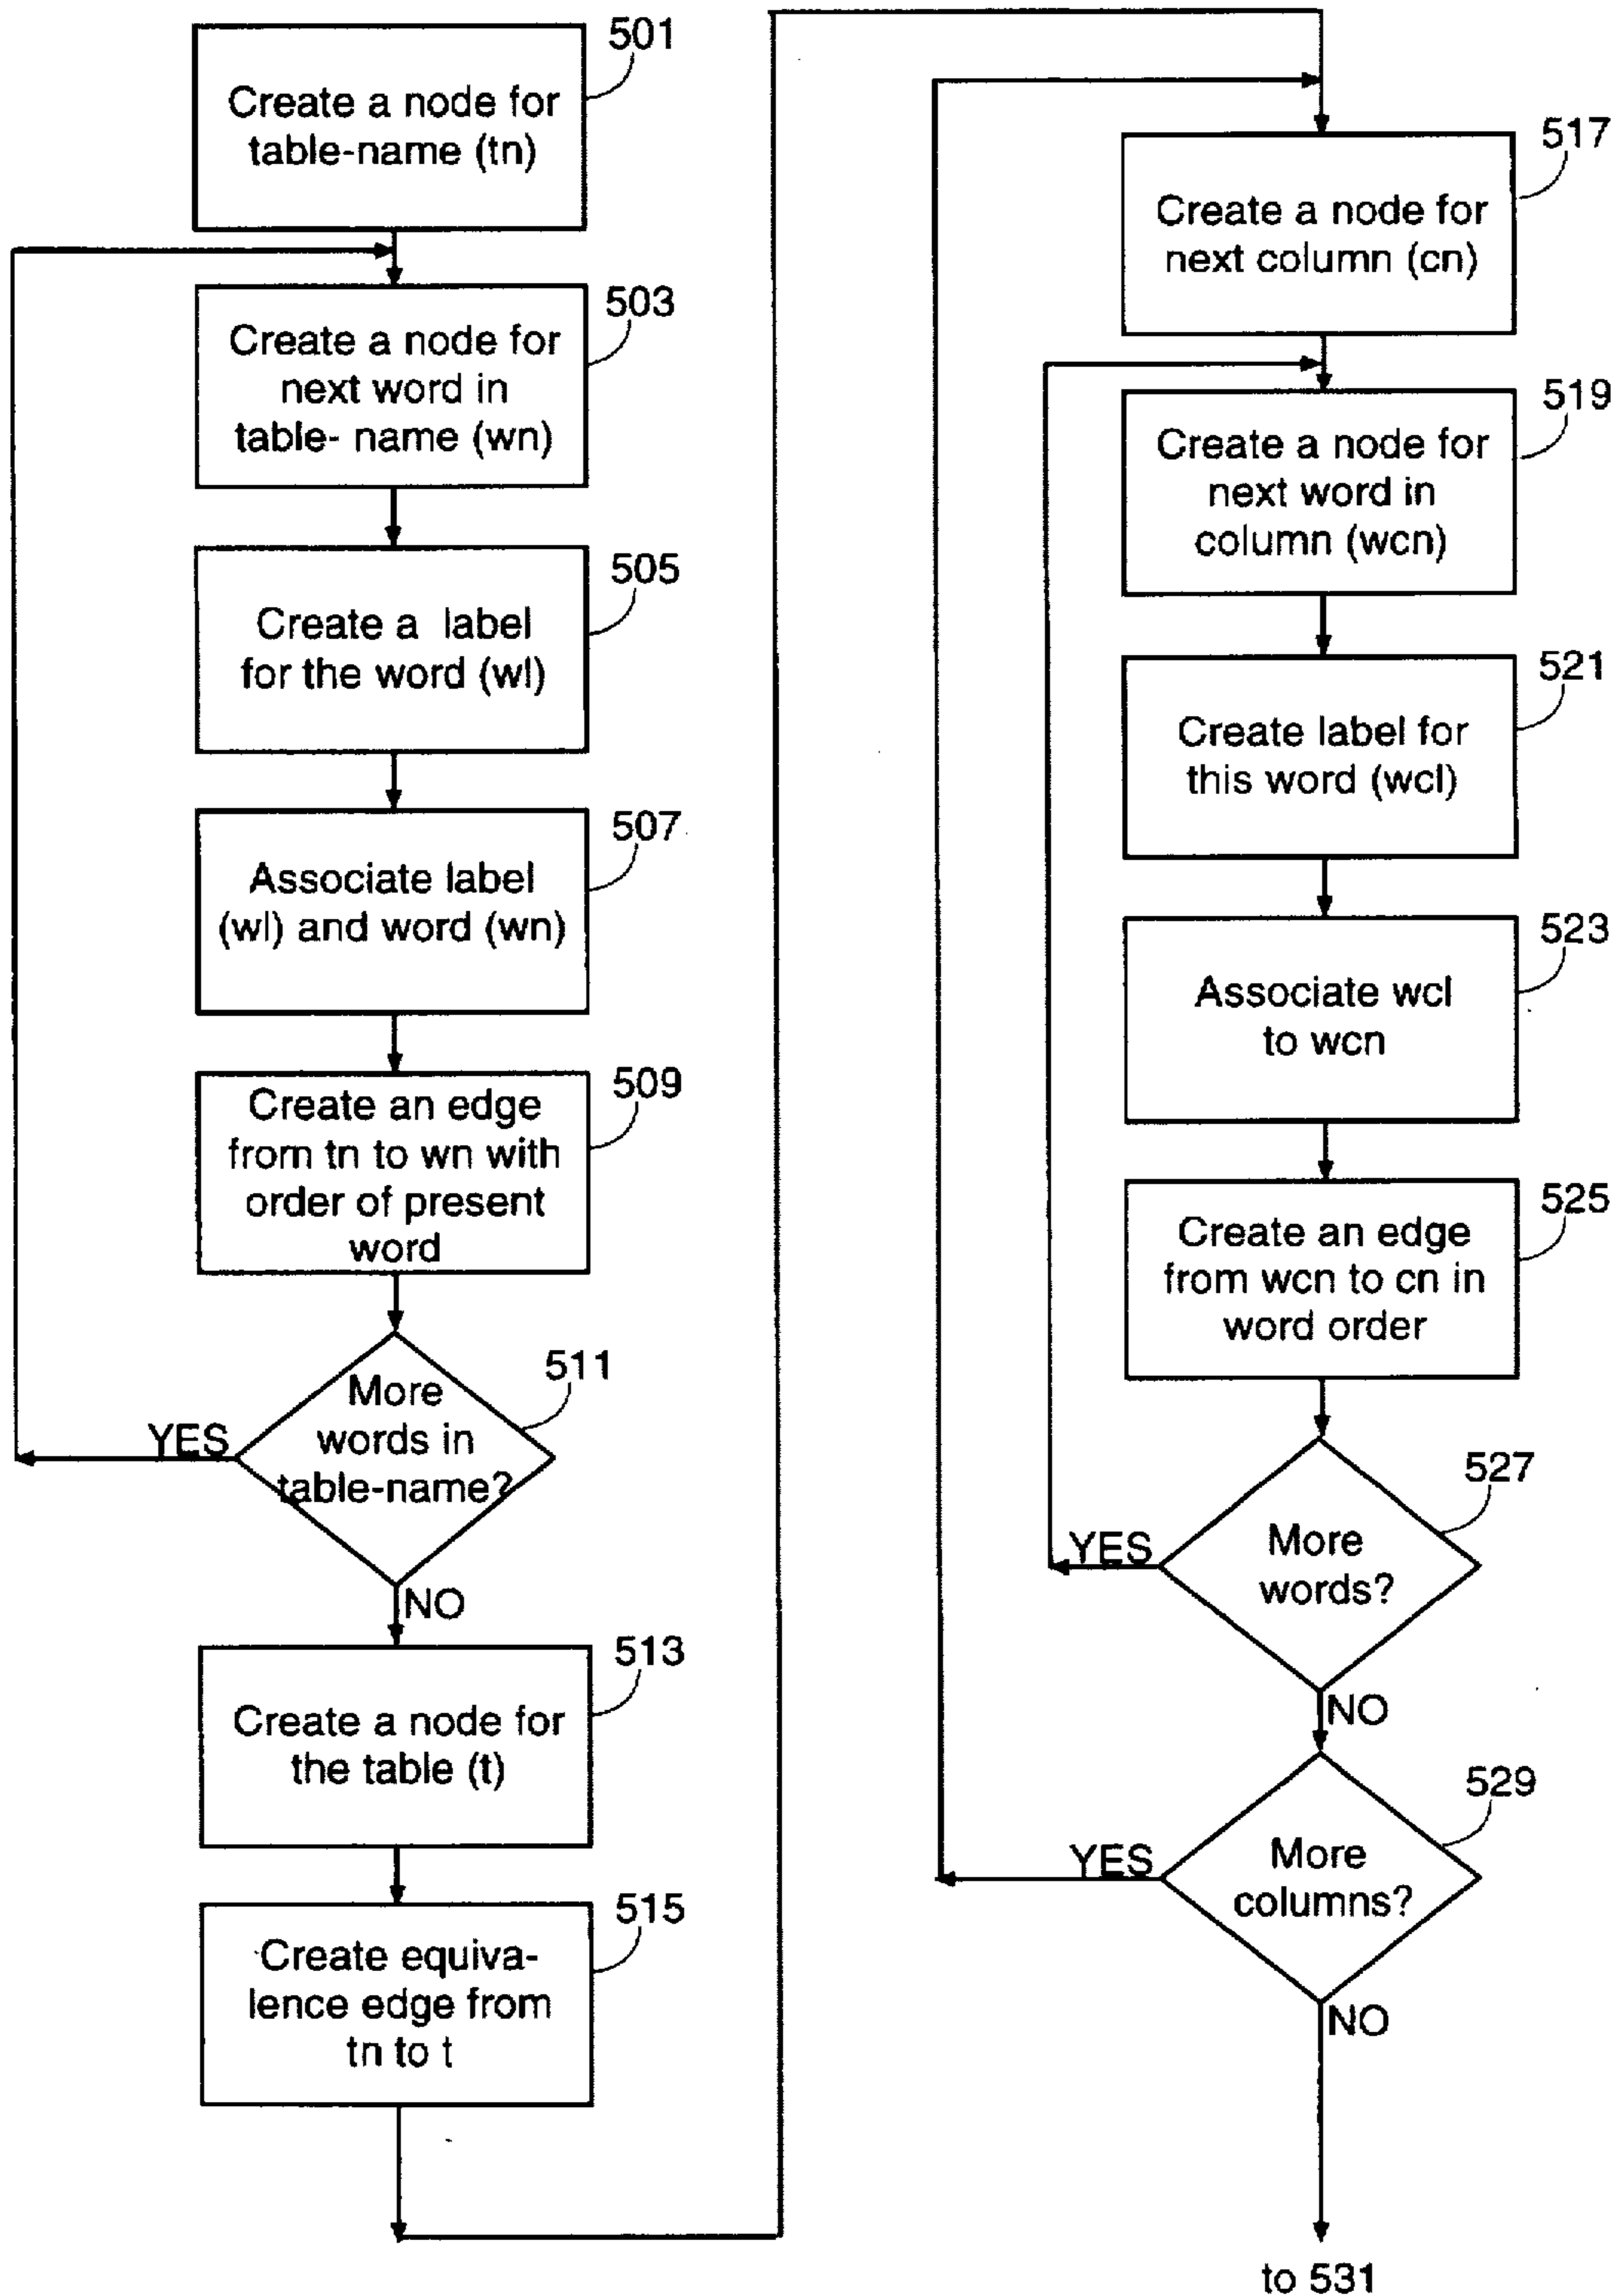 501
Create a node for
table-name (tn)
503
Create a node for
next word in
table- name (wn)
505
Create a label
for the word (wl)
507
Associate label
(wl) and word (wn)
509
Create an edge
from tn to wn with
order of present
word
511
More
words in
table-name?
YES
NO
513
Create a node for
the table (t)
515
Create equiva-
lence edge from
tn to t
517
Create a node for
next column (cn)
519
Create a node for
next word in
column (wcn)
521
Create label for
this word (wcl)
523
Associate wcl
to wcn
525
Create an edge
from wcn to cn in
word order
527
More
words?
YES
NO
529
More
columns?
YES
NO
to 531